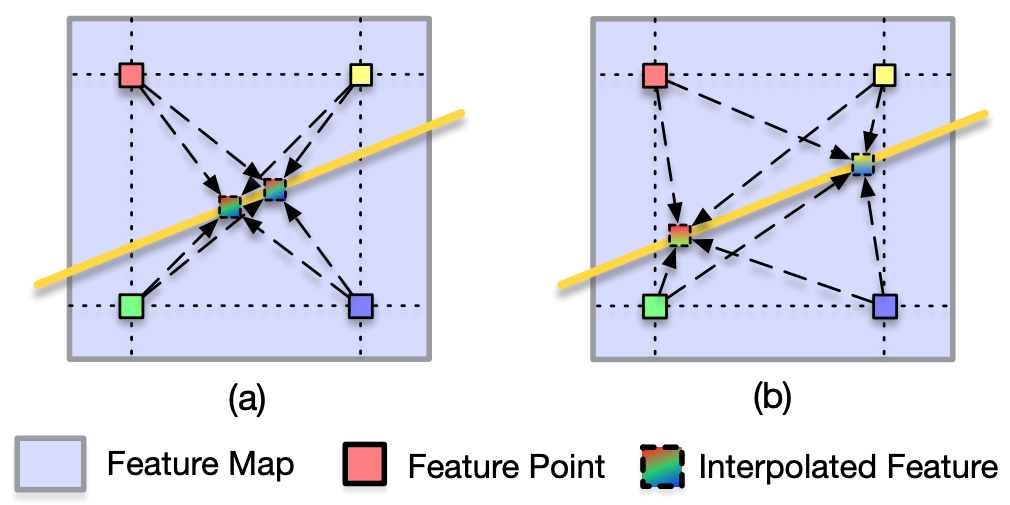 (a)
(b)
Feature Map
Feature Point
Interpolated Feature